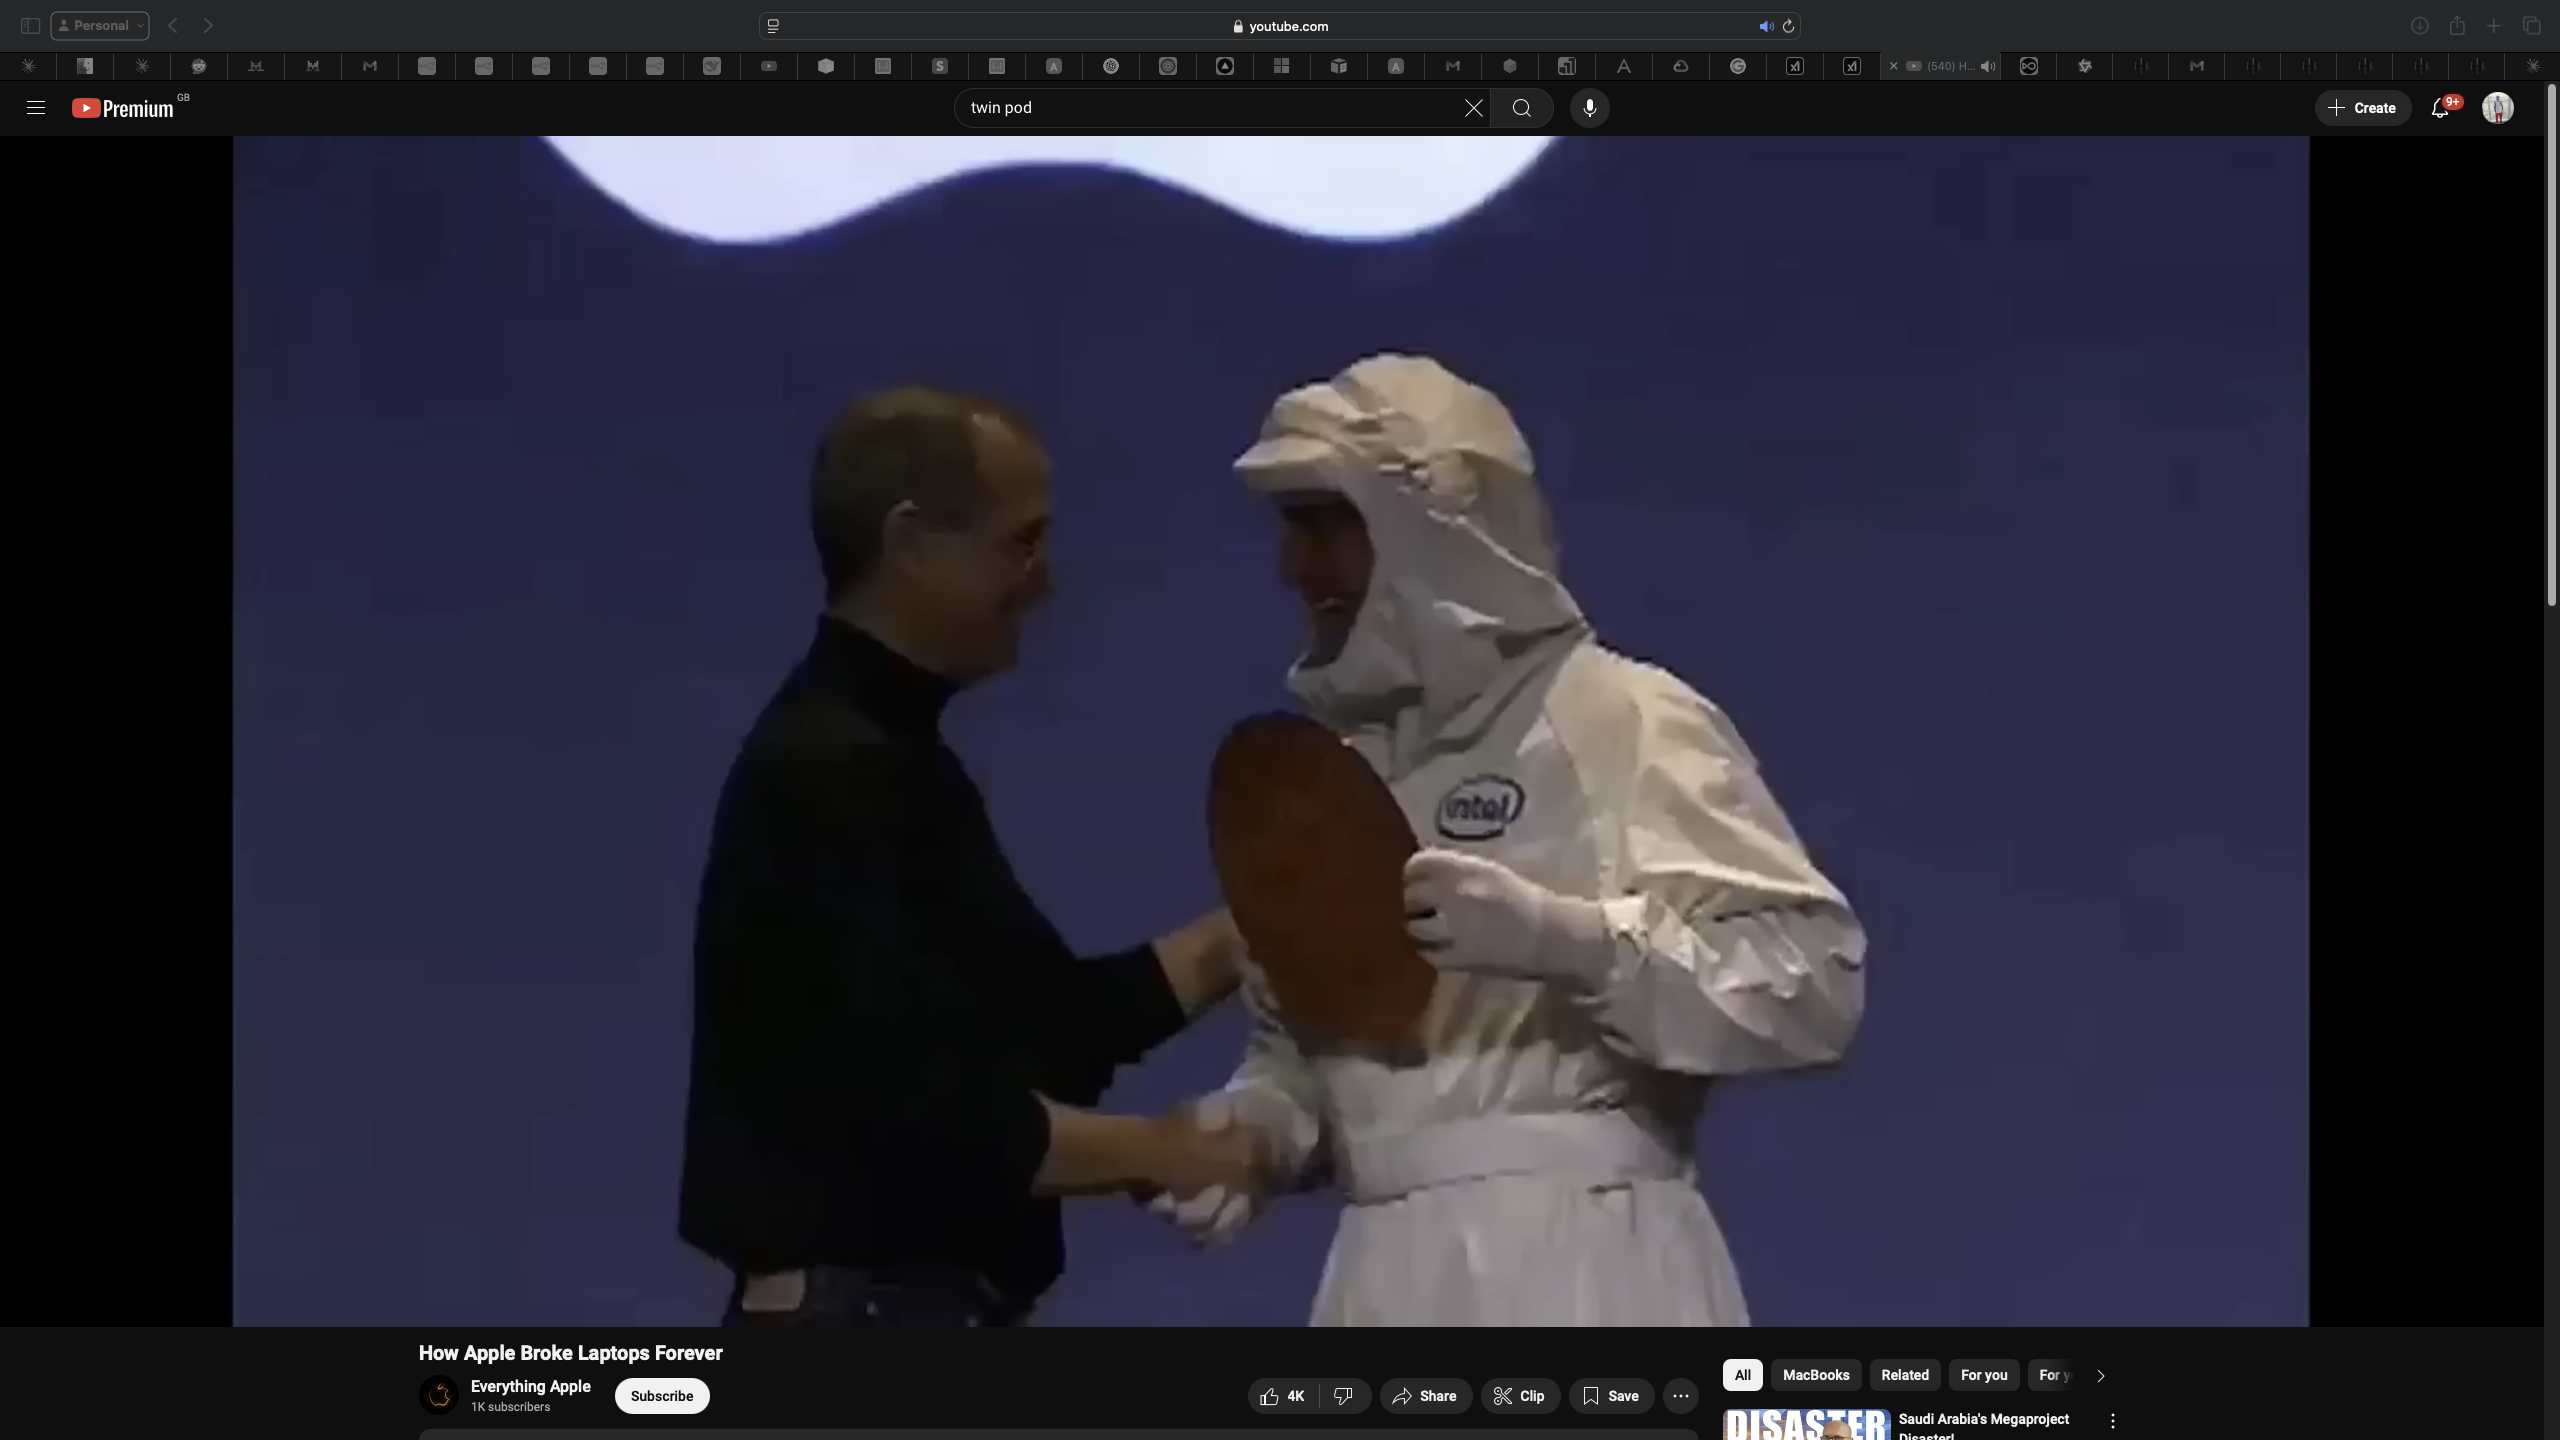 Personal
youtube.com
(540) H...
Premium GB
twin pod
Create
9+
intel
How Apple Broke Laptops Forever
Everything Apple
1K subscribers
Subscribe
4K
Share
Clip
Save
All
MacBooks
Related
For you
For y
DISASTER
Saudi Arabia's Megaproject
Disaster!